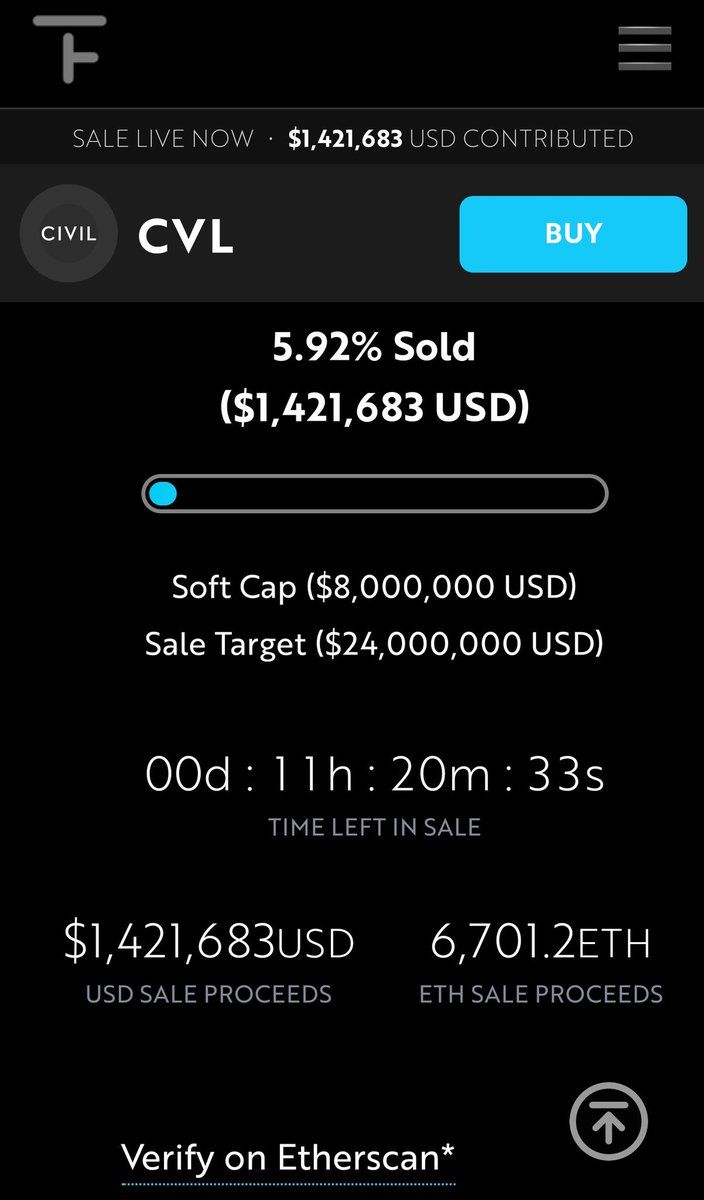 SALE LIVE NOW · $1,421,683 USD CONTRIBUTED
CIVIL CVL BUY
5.92% Sold
($1,421,683 USD)
Soft Cap ($8,000,000 USD)
Sale Target ($24,000,000 USD)
00d : 11h : 20m : 33s
TIME LEFT IN SALE
$1,421,683USD 6,701.2ETH
USD SALE PROCEEDS ETH SALE PROCEEDS
Verify on Etherscan*